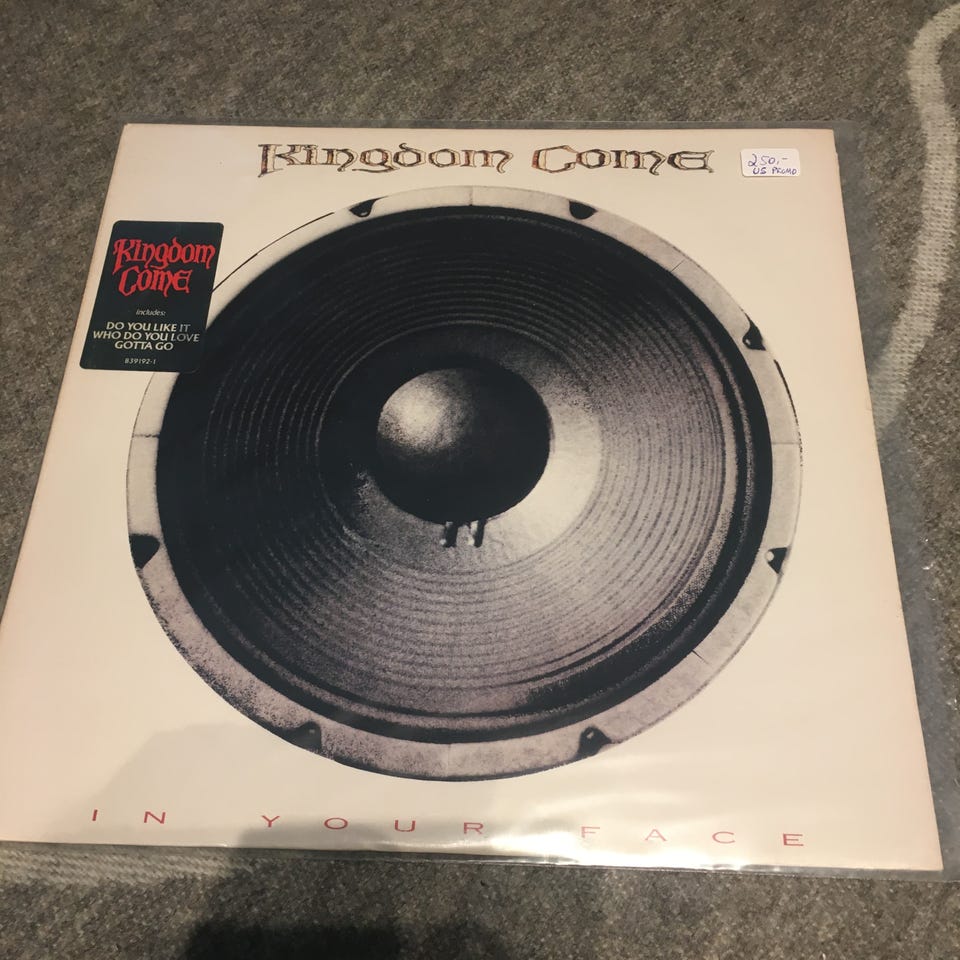 Kingdom Come
250,-
US PROMO
Kingdom
Come
includes:
DO YOU LIKE IT
WHO DO YOU LOVE
GOTTA GO
839192-1
IN YOUR FACE